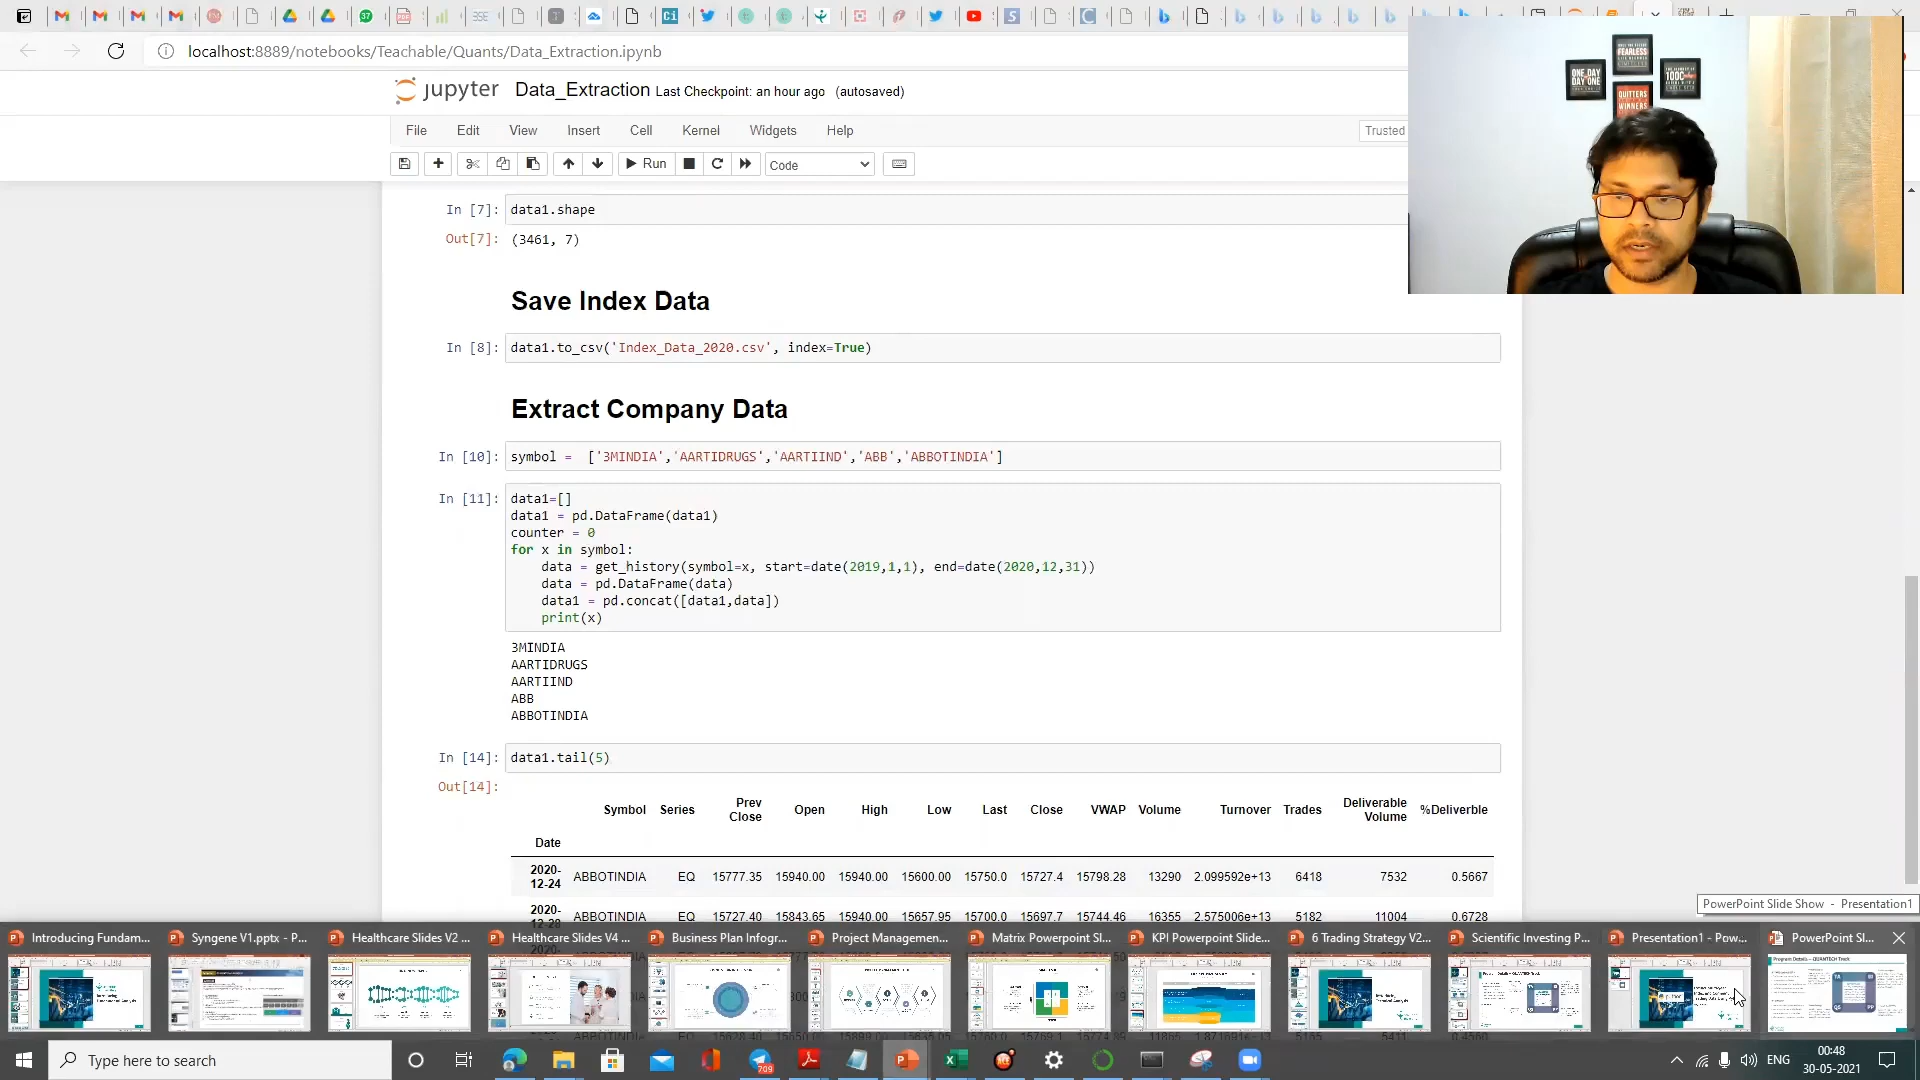 localhost:8889/notebooks/Teachable/Quants/Data_Extraction.ipynb
jupyter Data_Extraction Last Checkpoint: an hour ago (autosaved)
File Edit View Insert Cell Kernel Widgets Help
Trusted
Run Code
In [7]: data1.shape
Out[7]: (3461, 7)
Save Index Data
In [8]: data1.to_csv('Index_Data_2020.csv', index=True)
Extract Company Data
In [10]: symbol = ['3MINDIA','AARTIDRUGS','AARTIIND','ABB','ABBOTINDIA']
In [11]: data1=[]
data1 = pd.DataFrame(data1)
counter = 0
for x in symbol:
data = get_history(symbol=x, start=date(2019,1,1), end=date(2020,12,31))
data = pd.DataFrame(data)
data1 = pd.concat([data1,data])
print(x)
3MINDIA
AARTIDRUGS
AARTIIND
ABB
ABBOTINDIA
In [14]: data1.tail(5)
Out[14]:
Symbol Series Prev Close Open High Low Last Close VWAP Volume Turnover Trades Deliverable Volume %Deliverble
Date
2020-12-24 ABBOTINDIA EQ 15777.35 15940.00 15940.00 15600.00 15750.0 15727.4 15798.28 13290 2.099592e+13 6418 7532 0.5667
2020-12-28 ABBOTINDIA EQ 15727.40 15843.65 15940.00 15657.95 15700.0 15697.7 15744.46 16355 2.575006e+13 5182 11004 0.6728
PowerPoint Slide Show - Presentation1
Introducing Fundam... Syngene V1.pptx - P... Healthcare Slides V2 ... Healthcare Slides V4 ... Business Plan Infogr... Project Managemen... Matrix Powerpoint Sl... KPI Powerpoint Slide... 6 Trading Strategy V2... Scientific Investing P... Presentation1 - Pow... PowerPoint Sl...
Type here to search
709
ENG
00:48
30-05-2021